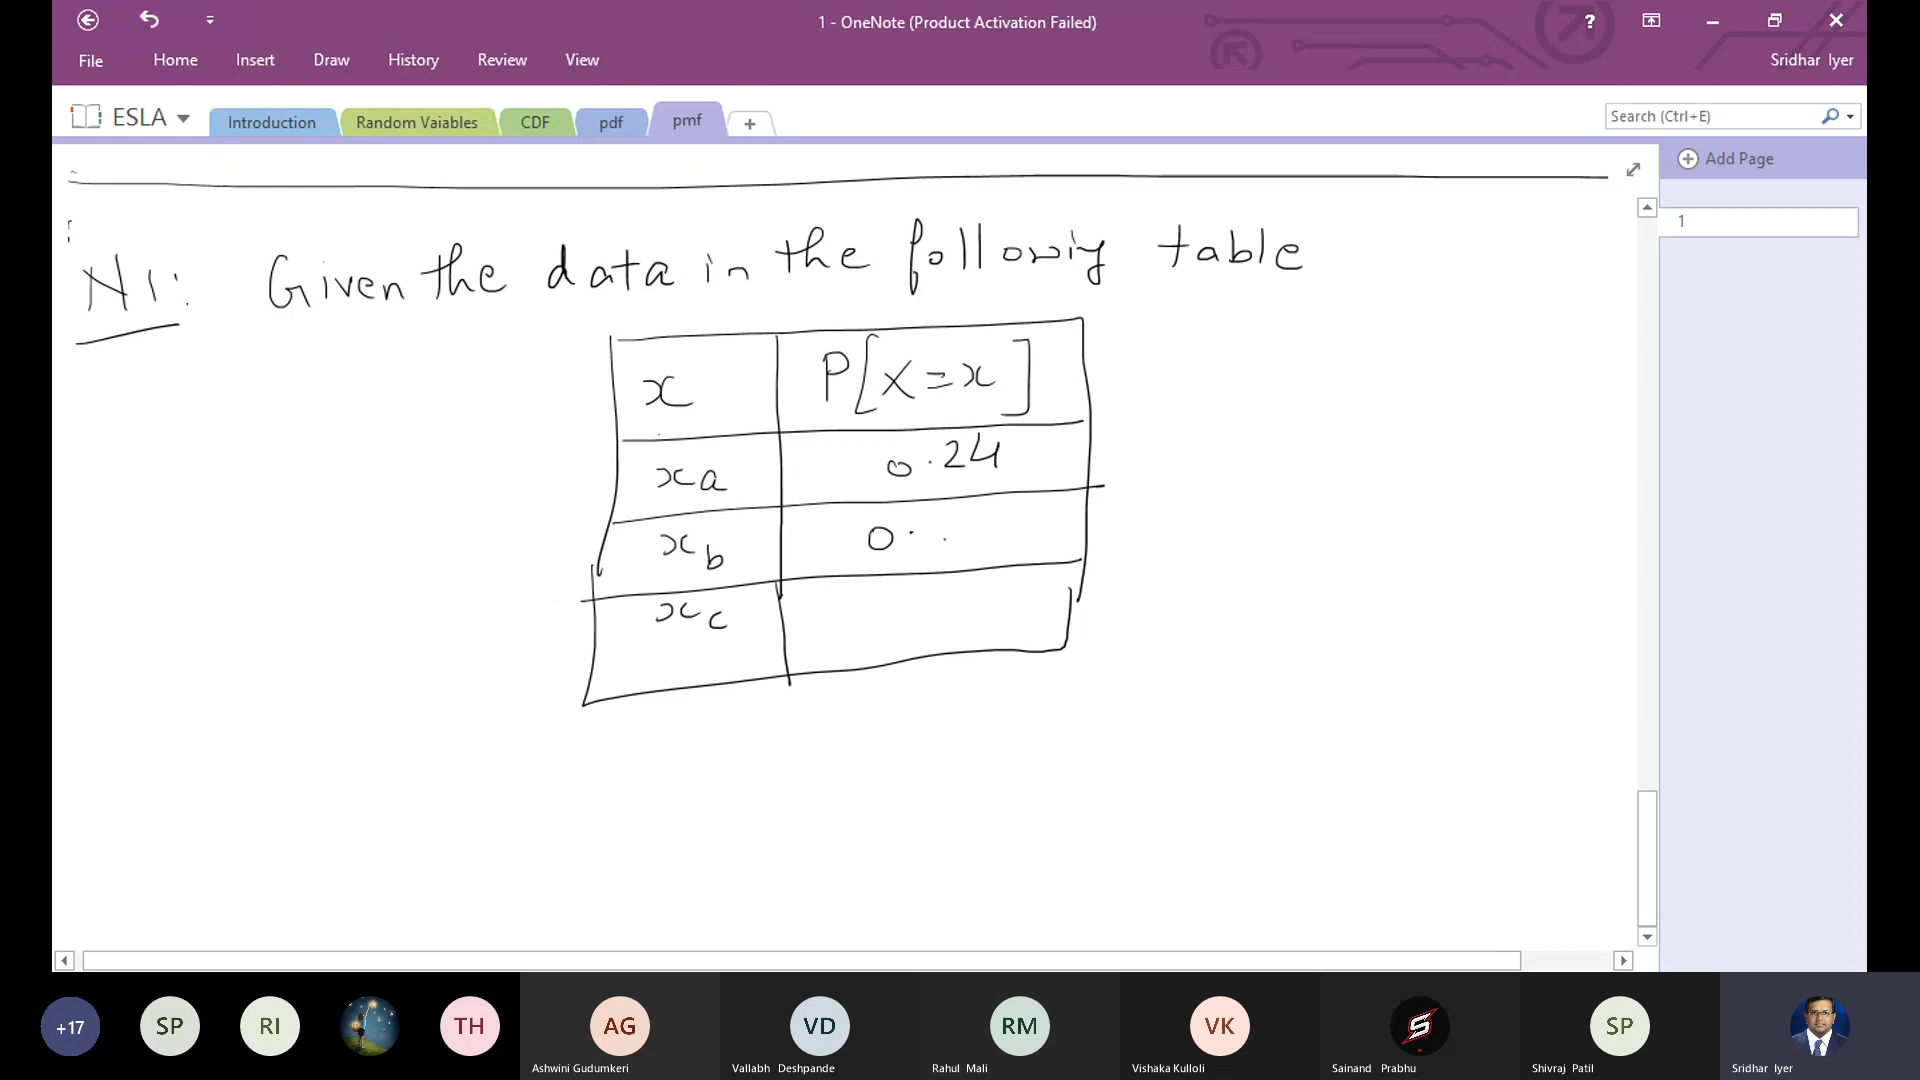 1 - OneNote (Product Activation Failed)
?
File Home Insert Draw History Review View
Sridhar Iyer
ESLA
Introduction Random Vaiables CDF pdf pmf +
Search (Ctrl+E)
Add Page
1
N1: Given the data in the following table
x P[X=x]
xa 0.24
xb 0..
xc
+17 SP RI TH AG VD RM VK S SP
Ashwini Gudumkeri Vallabh Deshpande Rahul Mali Vishaka Kulloli Sainand Prabhu Shivraj Patil Sridhar Iyer